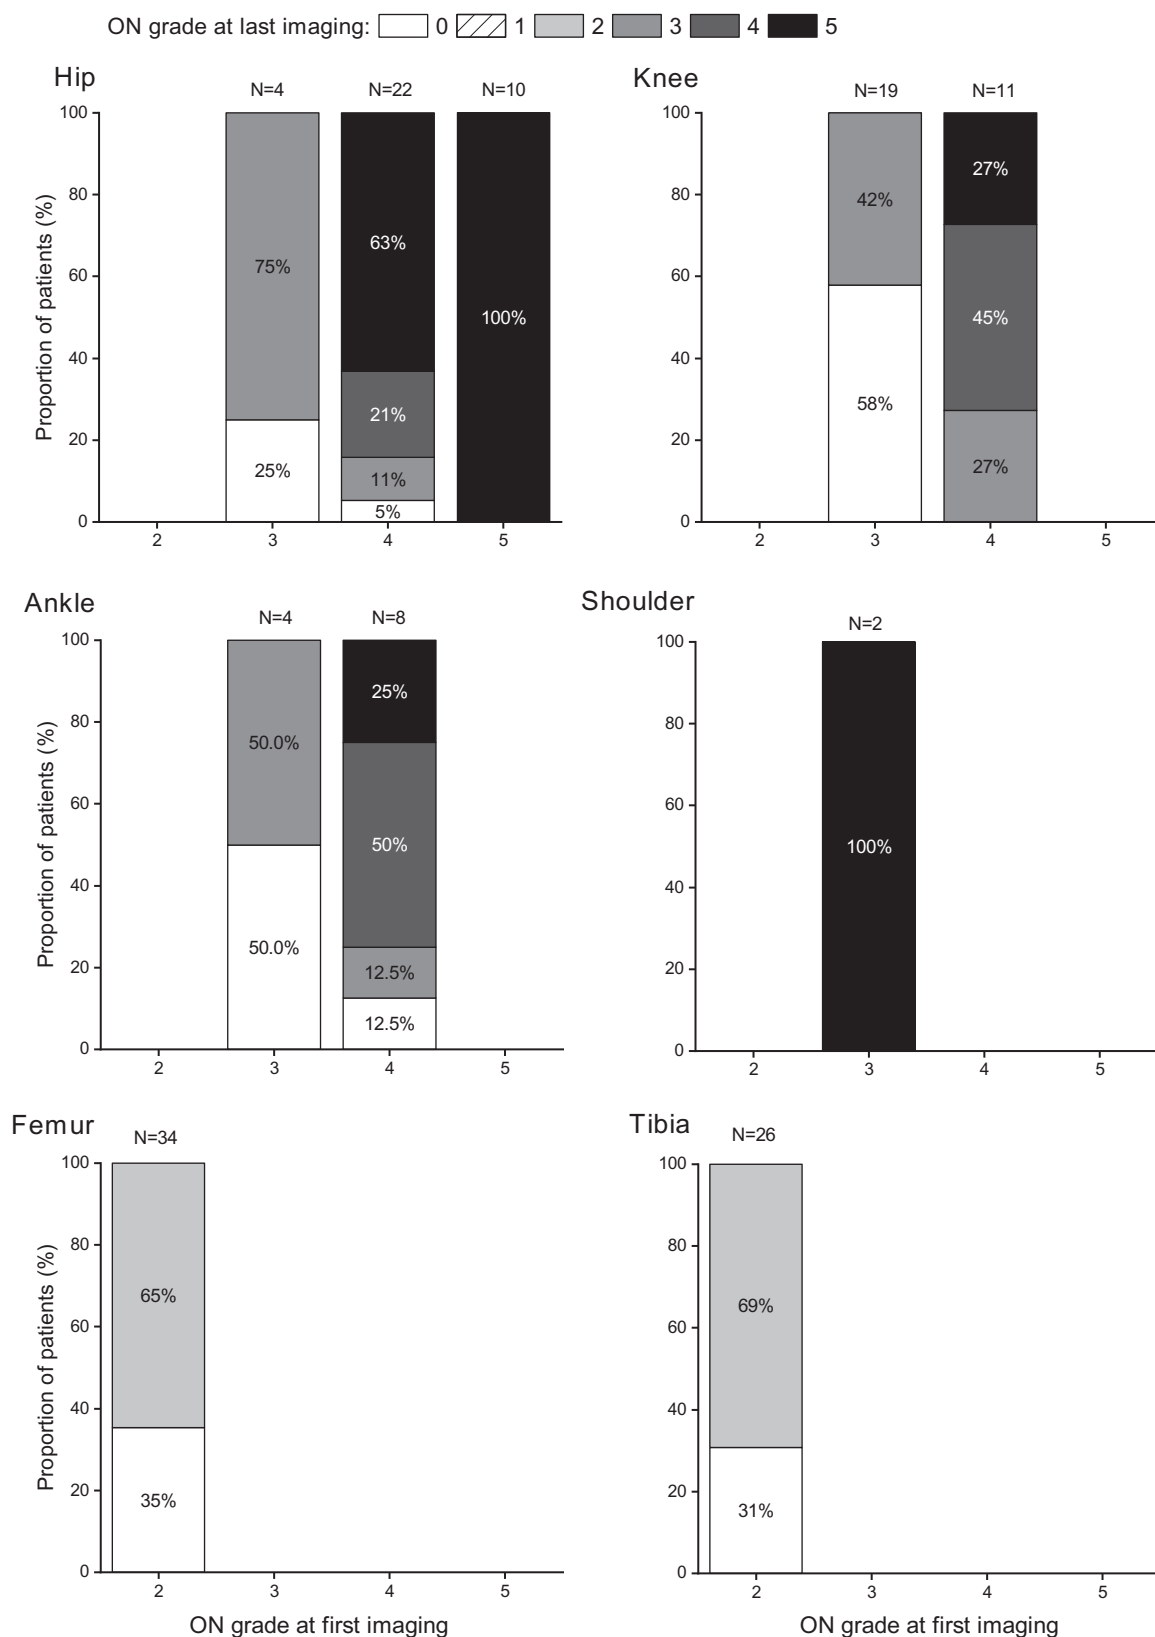 ON grade at last imaging: 0 1 2 3 4 5
Hip
N=4 N=22 N=10
Proportion of patients (%)
100
80
60
40
20
0
75%
25%
63%
21%
11%
5%
100%
2 3 4 5
Knee
N=19 N=11
100
80
60
40
20
0
42%
58%
27%
45%
27%
2 3 4 5
Ankle
N=4 N=8
Proportion of patients (%)
100
80
60
40
20
0
50.0%
50.0%
25%
50%
12.5%
12.5%
2 3 4 5
Shoulder
N=2
100
80
60
40
20
0
100%
2 3 4 5
Femur
N=34
Proportion of patients (%)
100
80
60
40
20
0
65%
35%
2 3 4 5
ON grade at first imaging
Tibia
N=26
100
80
60
40
20
0
69%
31%
2 3 4 5
ON grade at first imaging